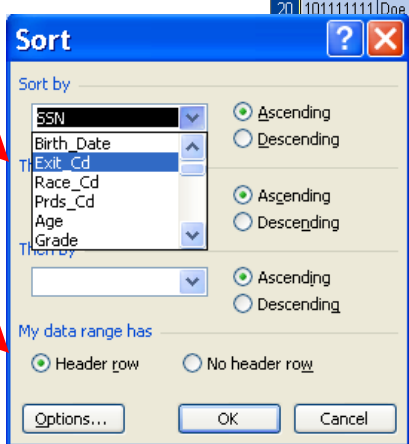 20 101111111 Doe
Sort
Sort by
SSN
Ascending
Descending
Birth_Date
Exit_Cd
Race_Cd
Prds_Cd
Age
Grade
Ascending
Descending
Then by
Ascending
Descending
My data range has
Header row
No header row
Options...
OK
Cancel